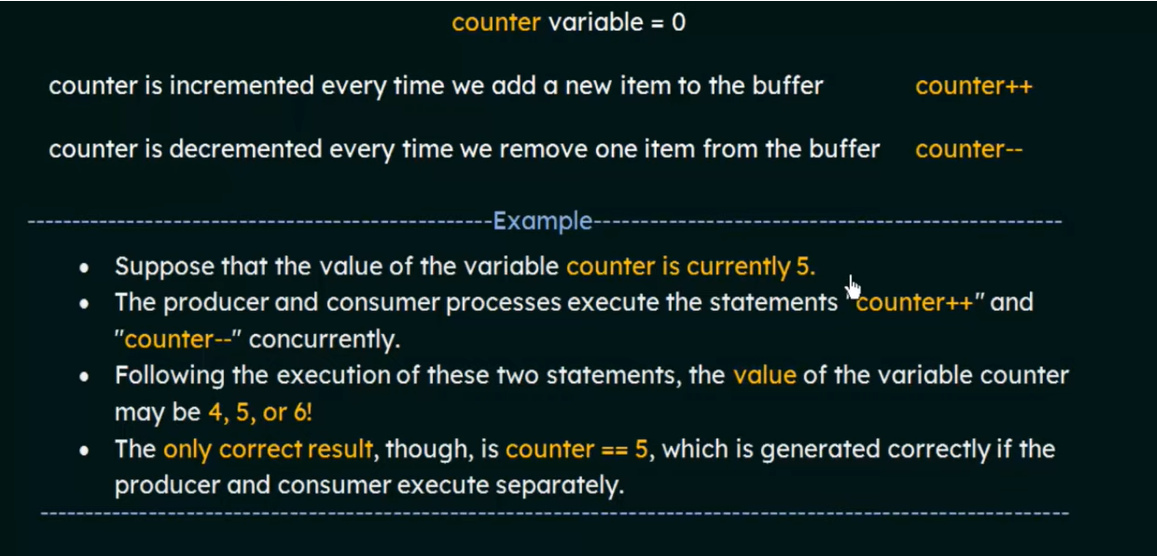 counter variable = 0
counter is incremented every time we add a new item to the buffer counter++
counter is decremented every time we remove one item from the buffer counter--
Example
• Suppose that the value of the variable counter is currently 5.
• The producer and consumer processes execute the statements "counter++" and
"counter--" concurrently.
• Following the execution of these two statements, the value of the variable counter
may be 4, 5, or 6!
• The only correct result, though, is counter == 5, which is generated correctly if the
producer and consumer execute separately.